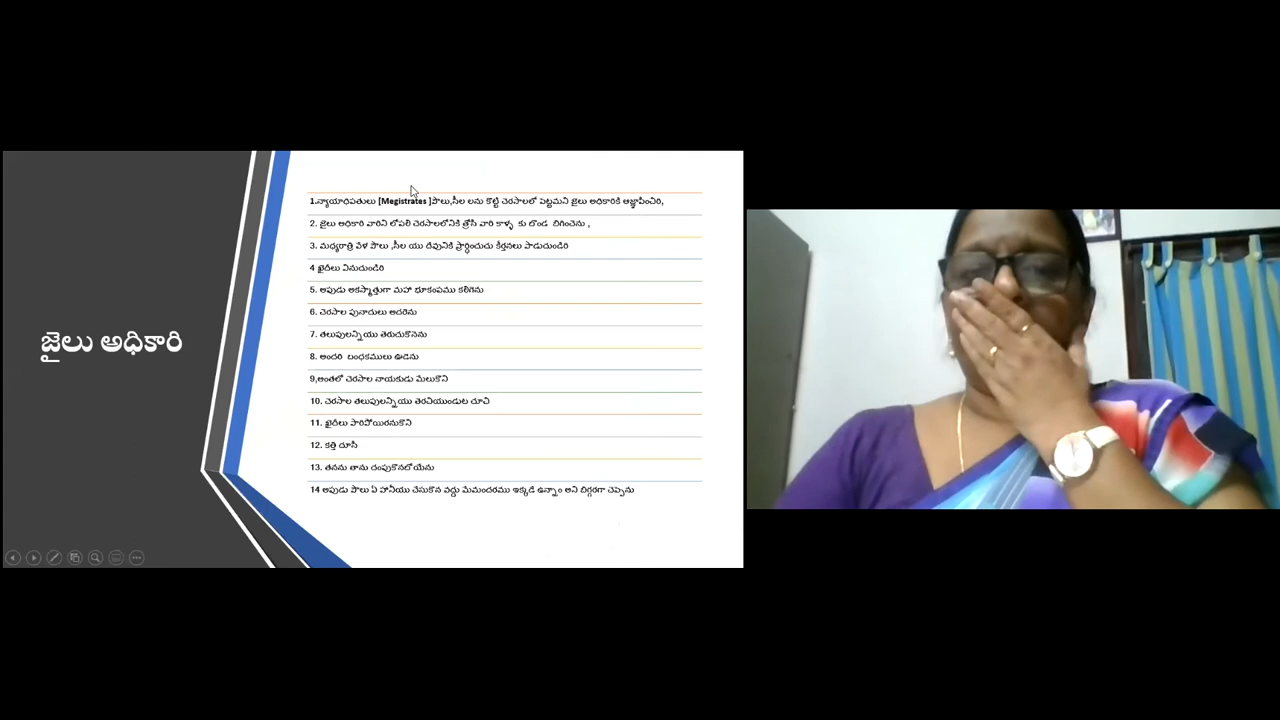 జైలు అధికారి
1.న్యాయాధిపతులు [Megistrates ]పౌలు,సీల లను కొట్టి చెరసాలలో పెట్టమని జైలు అధికారికి ఆజ్ఞాపించిరి,
2. జైలు అధికారి వారిని లోపలి చెరసాలలోనికి త్రోసి వారి కాళ్ళ కు బొండ బిగించెను ,
3. మధ్యరాత్రి వేళ పౌలు ,సీల యు దేవునికి ప్రార్ధించుచు కీర్తనలు పాడుచుండిరి
4 ఖైదీలు వినుచుండిరి
5. అపుడు అకస్మాత్తుగా మహా భూకంపము కలిగెను
6. చెరసాల పునాదులు అదరెను
7. తలుపులన్నియు తెరుచుకొనెను
8. అందరి బంధకములు ఊడెను
9,అంతలో చెరసాల నాయకుడు మేలుకొని
10. చెరసాల తలుపులన్నియు తెరచియుండుట చూచి
11. ఖైదీలు పారిపోయిరనుకొని
12. కత్తి దూసి
13. తనను తాను చంపుకొనబోయేను
14 అపుడు పౌలు ఏ హానీయు చేసుకొన వద్దు మేమందరము ఇక్కడే ఉన్నాం అని బిగ్గరగా చెప్పెను